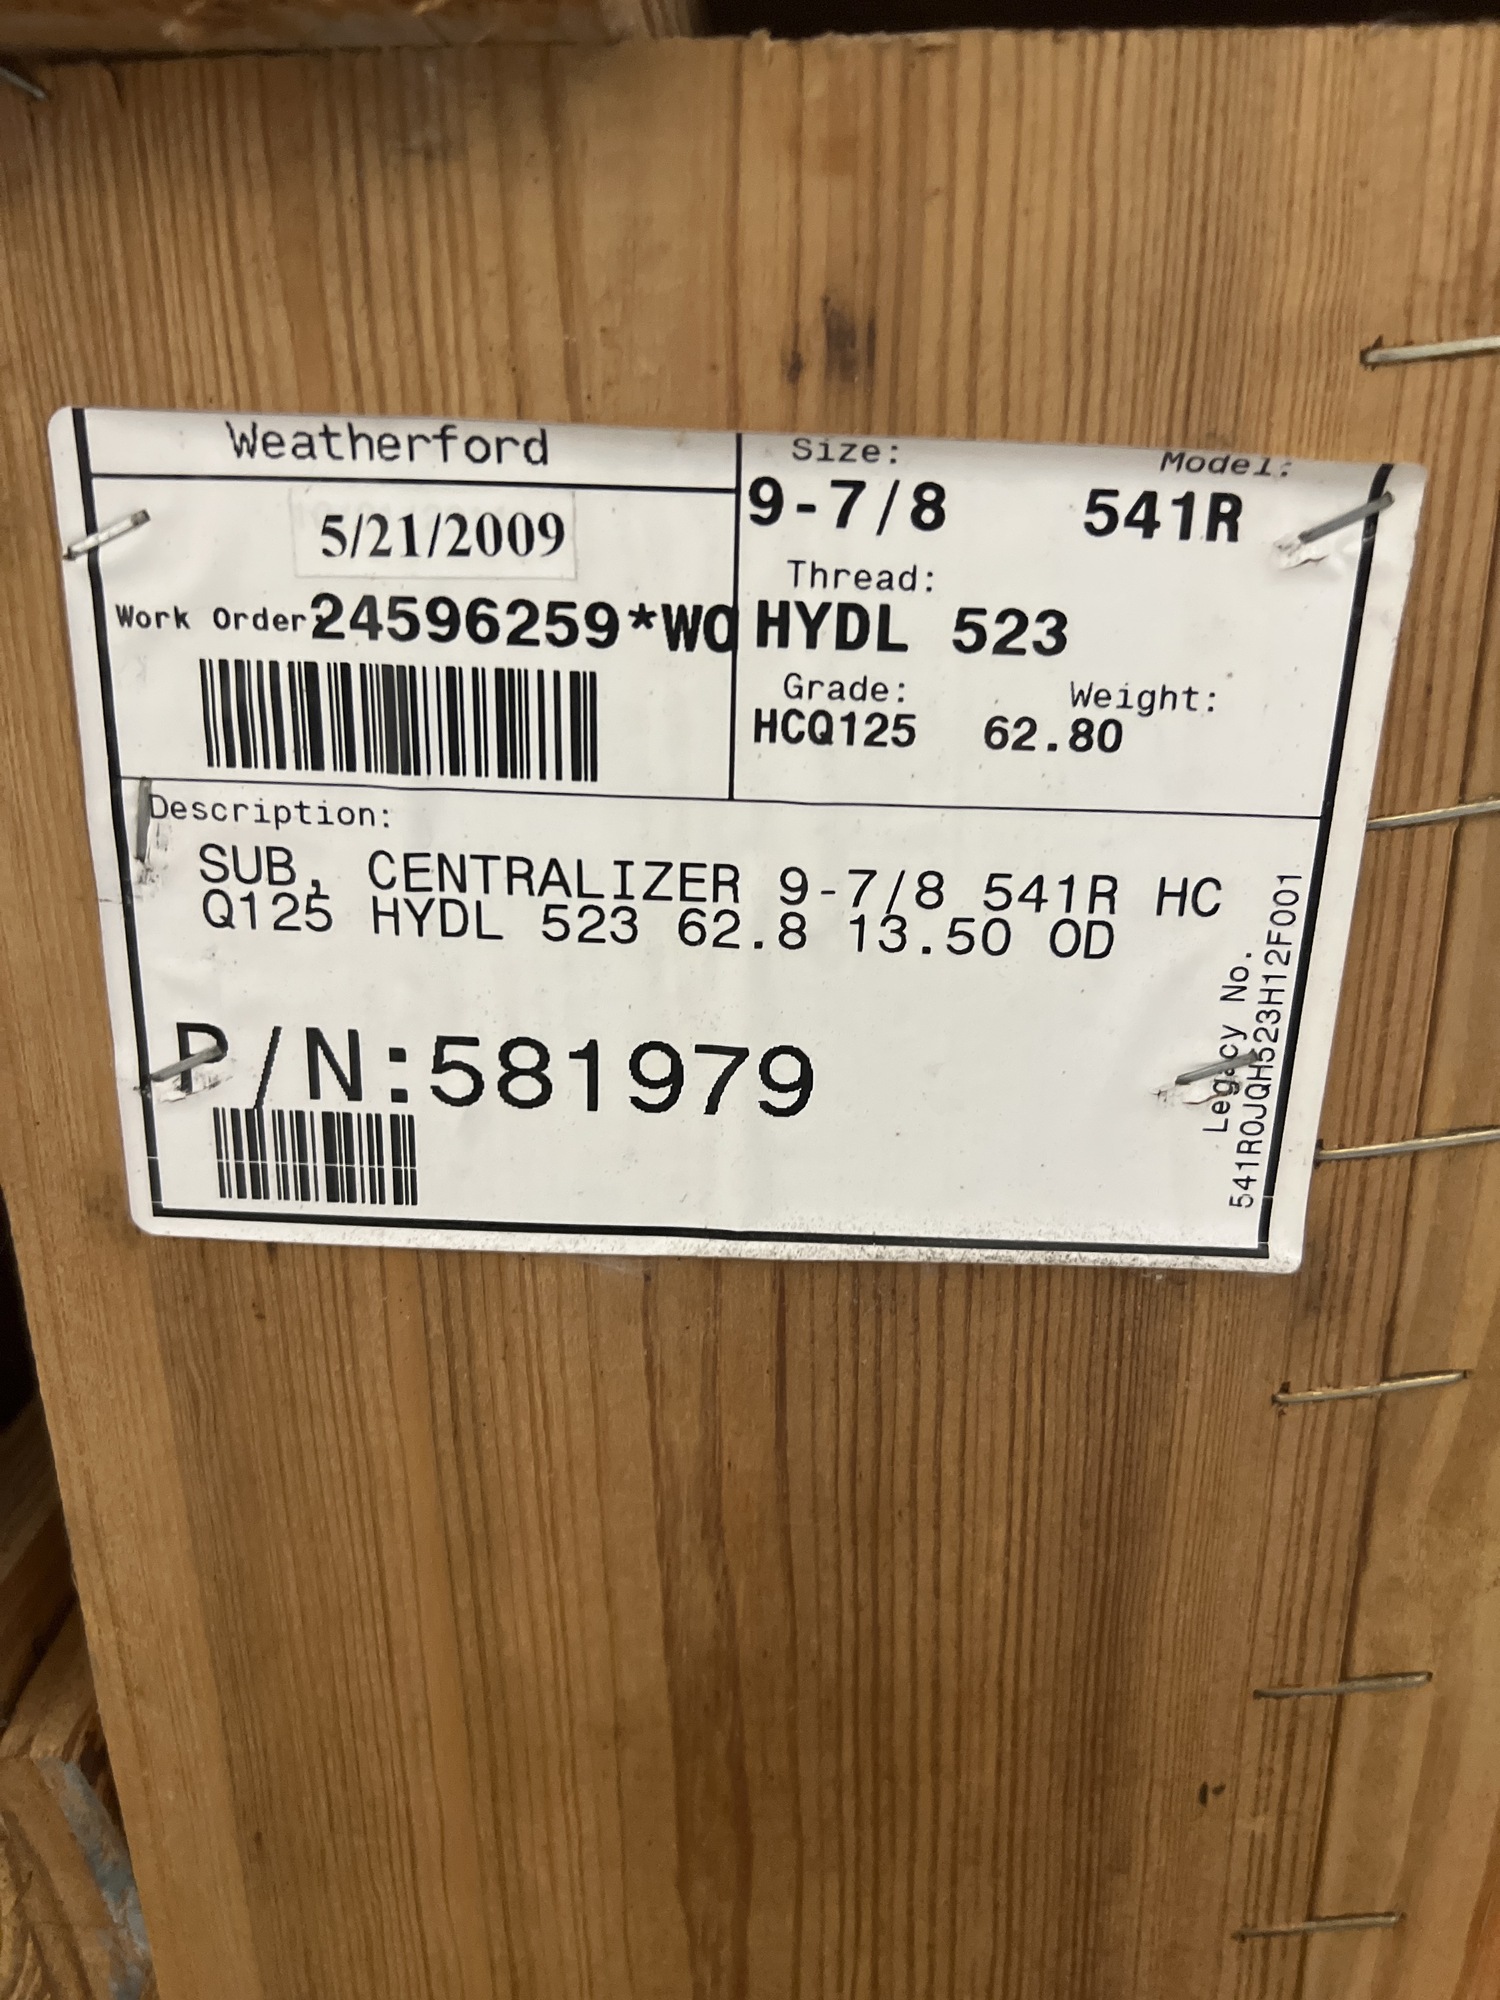 Weatherford
5/21/2009
Work Order:24596259*WO
Size: Model:
9-7/8 541R
Thread:
HYDL 523
Grade: Weight:
HCQ125 62.80
Description:
SUB, CENTRALIZER 9-7/8 541R HC
Q125 HYDL 523 62.8 13.50 OD
P/N:581979
Legacy No.
541R0JQH523H12F001